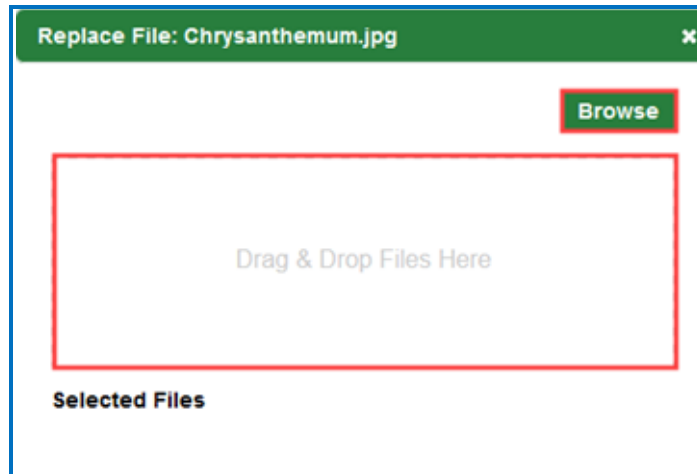 Replace File: Chrysanthemum.jpg
Browse
Drag & Drop Files Here
Selected Files